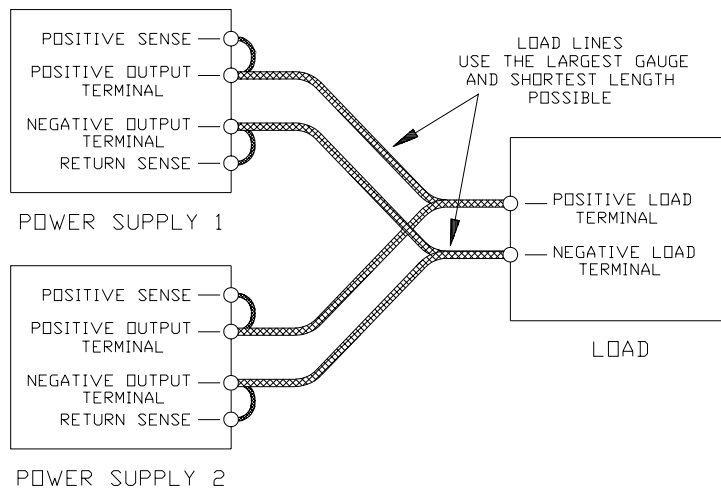 POSITIVE SENSE
POSITIVE OUTPUT
TERMINAL
NEGATIVE OUTPUT
TERMINAL
RETURN SENSE
POWER SUPPLY 1
LOAD LINES
USE THE LARGEST GAUGE
AND SHORTEST LENGTH
POSSIBLE
POSITIVE LOAD
TERMINAL
NEGATIVE LOAD
TERMINAL
LOAD
POSITIVE SENSE
POSITIVE OUTPUT
TERMINAL
NEGATIVE OUTPUT
TERMINAL
RETURN SENSE
POWER SUPPLY 2